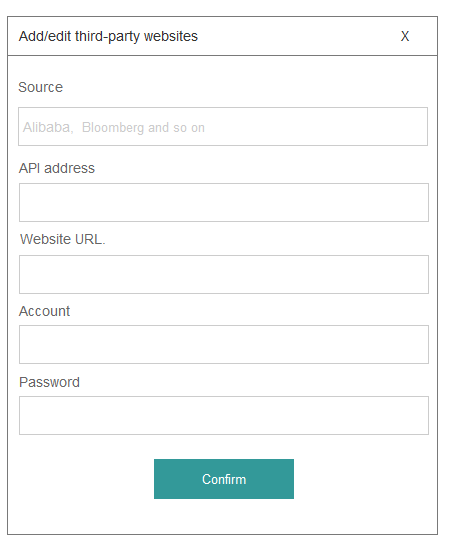 Add/edit third-party websites X
Source
Alibaba, Bloomberg and so on
API address
Website URL.
Account
Password
Confirm